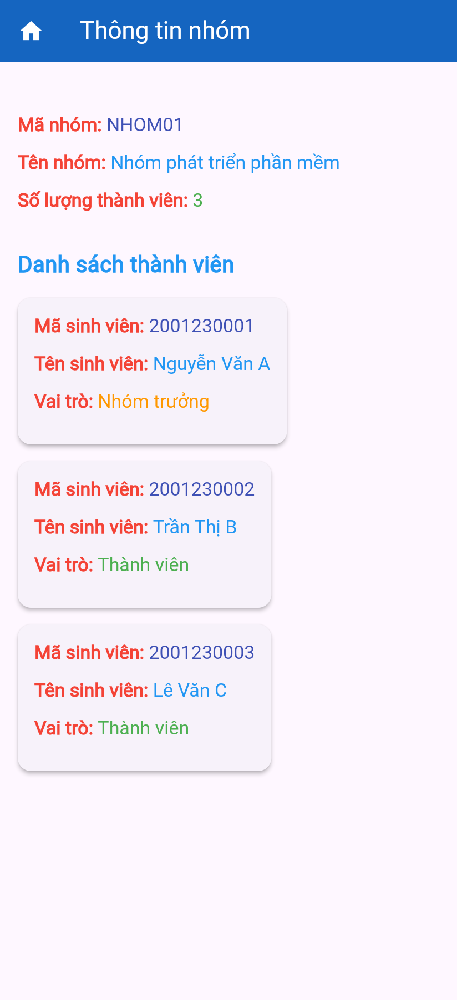 Thông tin nhóm
Mã nhóm: NHOM01
Tên nhóm: Nhóm phát triển phần mềm
Số lượng thành viên: 3
Danh sách thành viên
Mã sinh viên: 2001230001
Tên sinh viên: Nguyễn Văn A
Vai trò: Nhóm trưởng
Mã sinh viên: 2001230002
Tên sinh viên: Trần Thị B
Vai trò: Thành viên
Mã sinh viên: 2001230003
Tên sinh viên: Lê Văn C
Vai trò: Thành viên